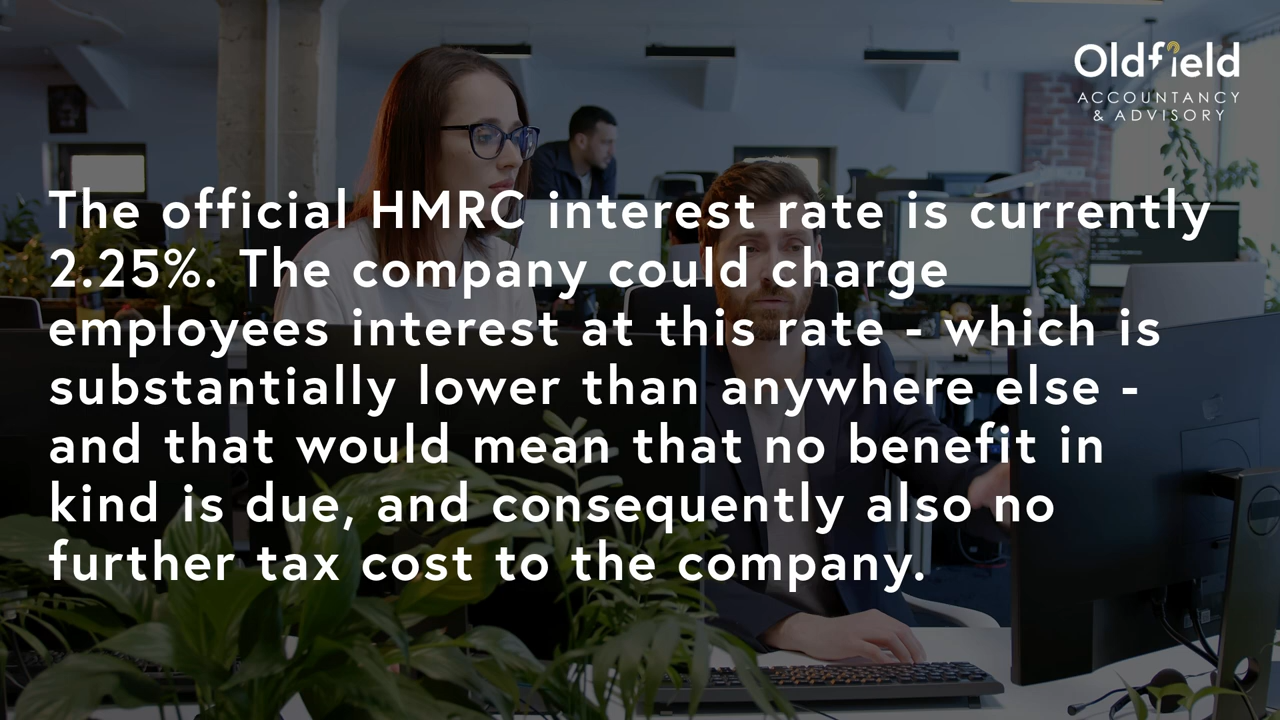 Oldfield
ACCOUNTANCY
& ADVISORY
The official HMRC interest rate is currently
2.25%. The company could charge
employees interest at this rate - which is
substantially lower than anywhere else -
and that would mean that no benefit in
kind is due, and consequently also no
further tax cost to the company.